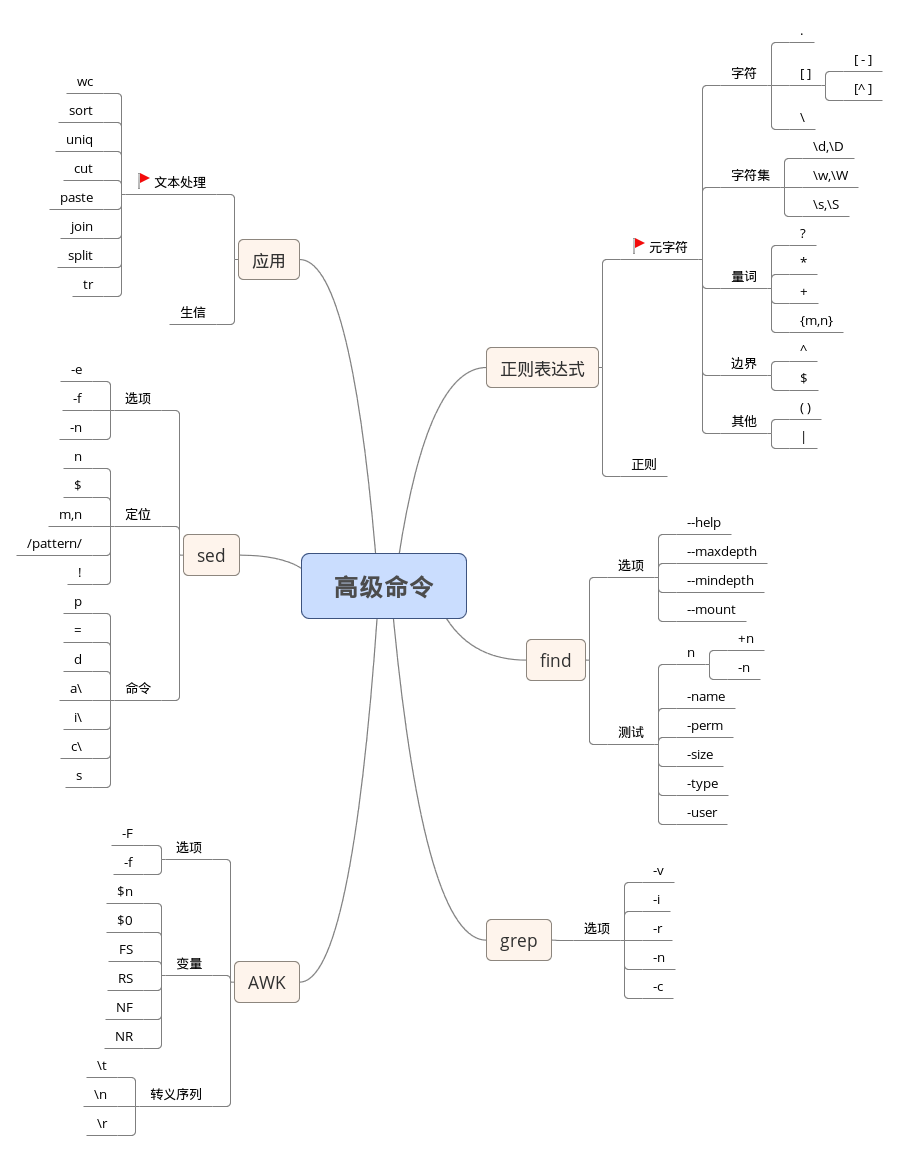 高级命令
正则表达式
元字符
字符
.
[ ]
[ - ]
[^ ]
\
字符集
\d,\D
\w,\W
\s,\S
量词
?
*
+
{m,n}
边界
^
$
其他
( )
|
正则
find
选项
--help
--maxdepth
--mindepth
--mount
测试
n
+n
-n
-name
-perm
-size
-type
-user
grep
选项
-v
-i
-r
-n
-c
应用
文本处理
wc
sort
uniq
cut
paste
join
split
tr
生信
sed
选项
-e
-f
-n
定位
n
$
m,n
/pattern/
!
命令
p
=
d
a\
i\
c\
s
AWK
选项
-F
-f
变量
$n
$0
FS
RS
NF
NR
转义序列
\t
\n
\r